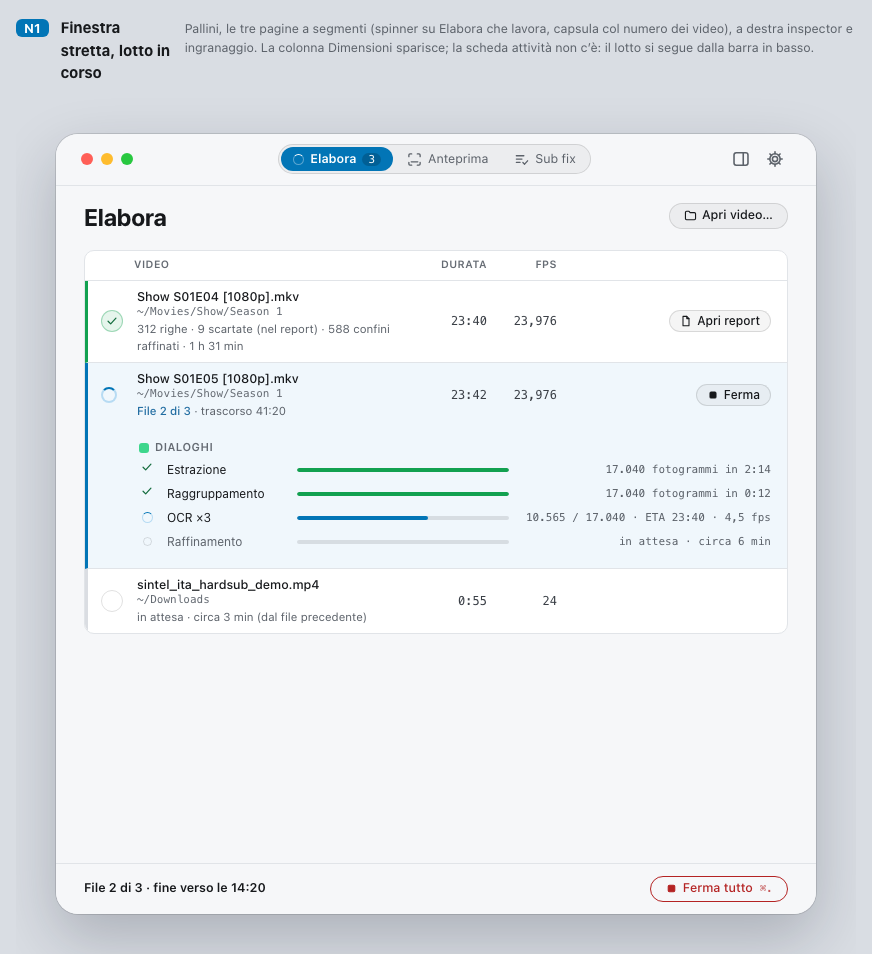 N1
Finestra stretta, lotto in corso
Pallini, le tre pagine a segmenti (spinner su Elabora che lavora, capsula col numero dei video), a destra inspector e
ingranaggio. La colonna Dimensioni sparisce; la scheda attività non c'è: il lotto si segue dalla barra in basso.
Elabora 3 Anteprima Sub fix
Elabora
Apri video...
VIDEO DURATA FPS
Show S01E04 [1080p].mkv
~/Movies/Show/Season 1
312 righe · 9 scartate (nel report) · 588 confini
raffinati · 1 h 31 min
23:40 23,976
Apri report
Show S01E05 [1080p].mkv
~/Movies/Show/Season 1
File 2 di 3 · trascorso 41:20
23:42 23,976
Ferma
DIALOGHI
Estrazione 17.040 fotogrammi in 2:14
Raggruppamento 17.040 fotogrammi in 0:12
OCR ×3 10.565 / 17.040 · ETA 23:40 · 4,5 fps
Raffinamento in attesa · circa 6 min
sintel_ita_hardsub_demo.mp4
~/Downloads
in attesa · circa 3 min (dal file precedente)
0:55 24
File 2 di 3 · fine verso le 14:20
Ferma tutto ⌘.